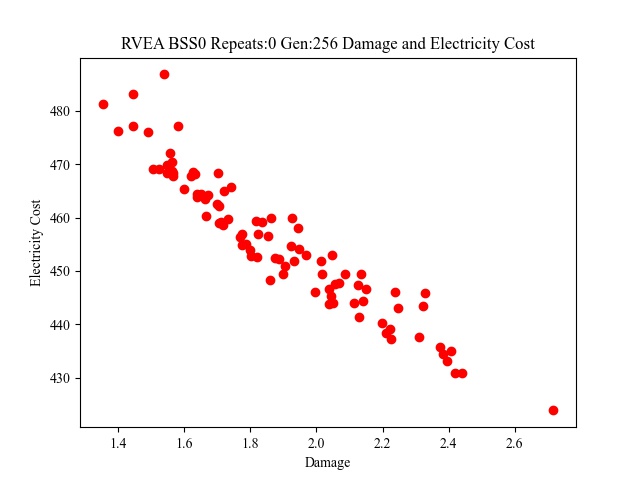 RVEA BSS0 Repeats:0 Gen:256 Damage and Electricity Cost
480
470
460
450
440
430
Electricity Cost
1.4 1.6 1.8 2.0 2.2 2.4 2.6
Damage